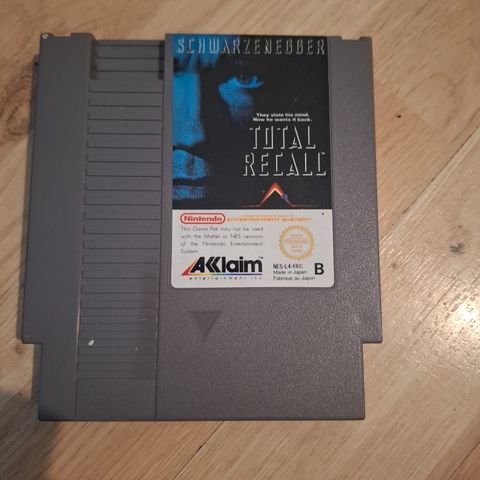 SCHWARZENEGGER
They stole his mind.
Now he wants it back.
TOTAL
RECALL
Nintendo
ENTERTAINMENT SYSTEM
This Game Pak may not be used
with the Mattel or NES versions
of the Nintendo Entertainment
System.
AKKlaim™
entertainment inc
NES-L4-EEC
Made in Japan
Fabriqué au Japon
B